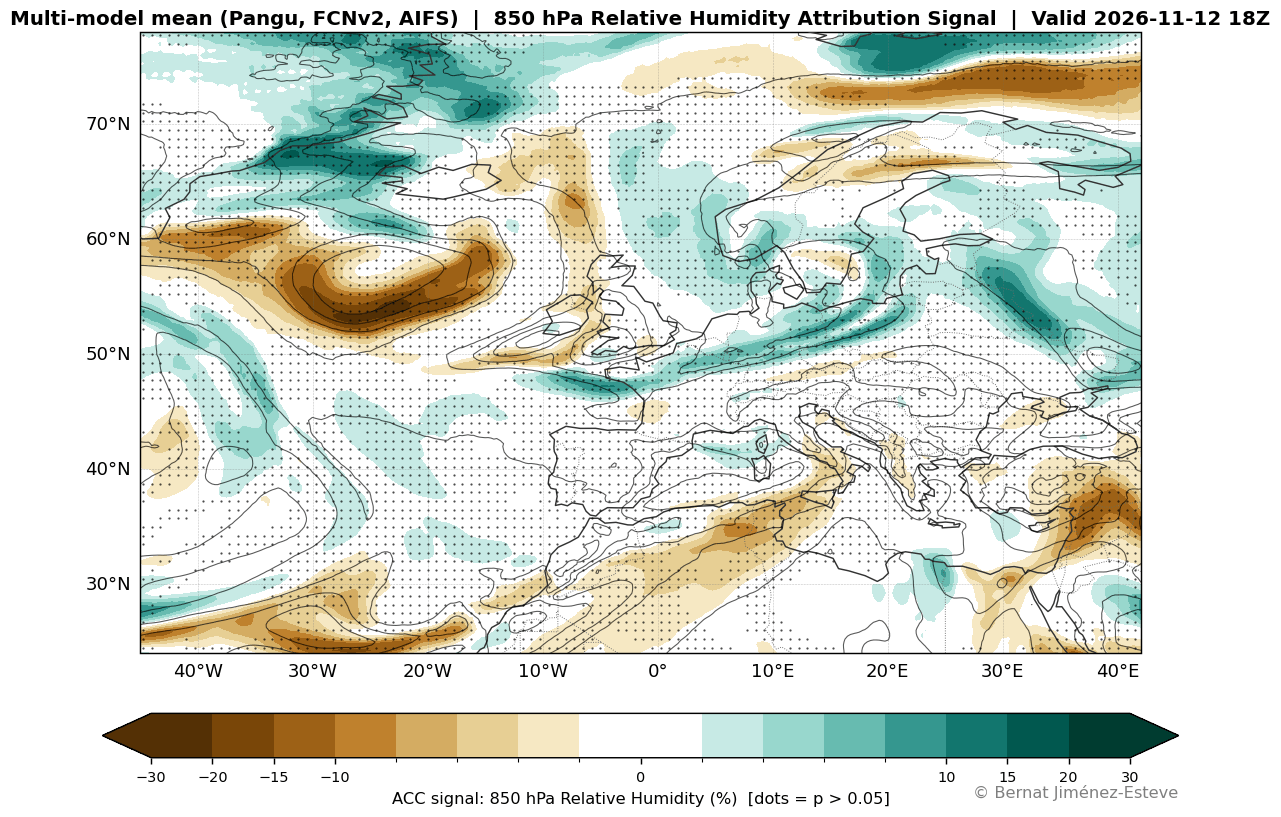 Multi-model mean (Pangu, FCNv2, AIFS)  |  850 hPa Relative Humidity Attribution Signal  |  Valid 2026-11-12 18Z
70°N
60°N
50°N
40°N
30°N
40°W 30°W 20°W 10°W 0° 10°E 20°E 30°E 40°E
−30 −20 −15 −10 0 10 15 20 30
ACC signal: 850 hPa Relative Humidity (%)  [dots = p > 0.05]
© Bernat Jiménez-Esteve